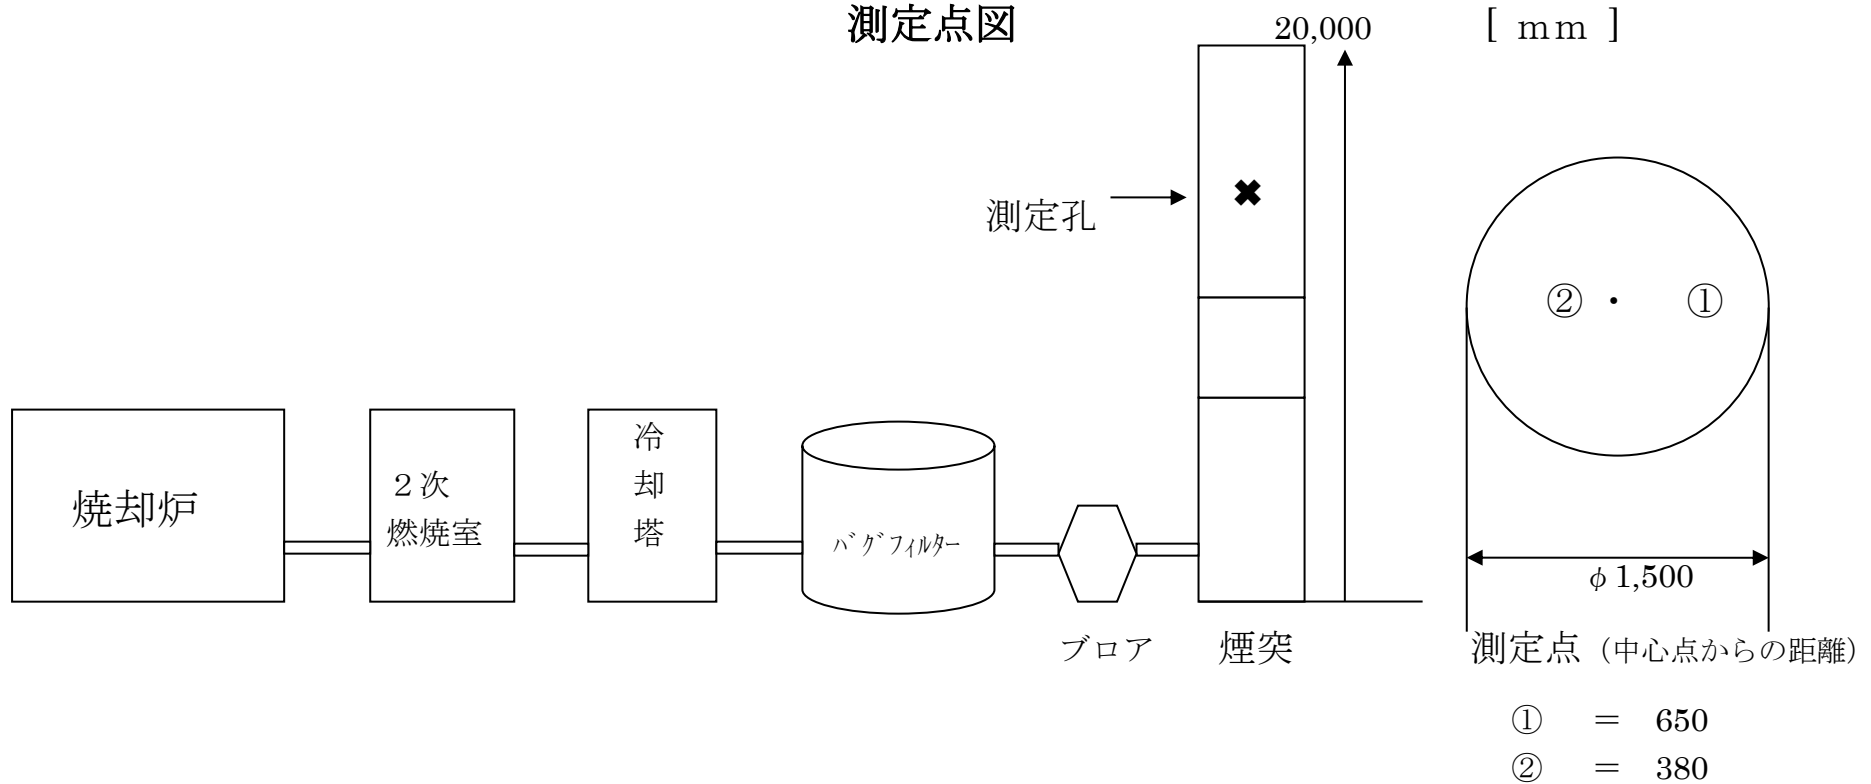 測定点図
20,000
[ mm ]
測定孔
② ・ ①
焼却炉
２次
燃焼室
冷
却
塔
ﾊﾞｸﾞﾌｨﾙﾀｰ
φ1,500
ブロア
煙突
測定点（中心点からの距離）
① ＝ 650
② ＝ 380